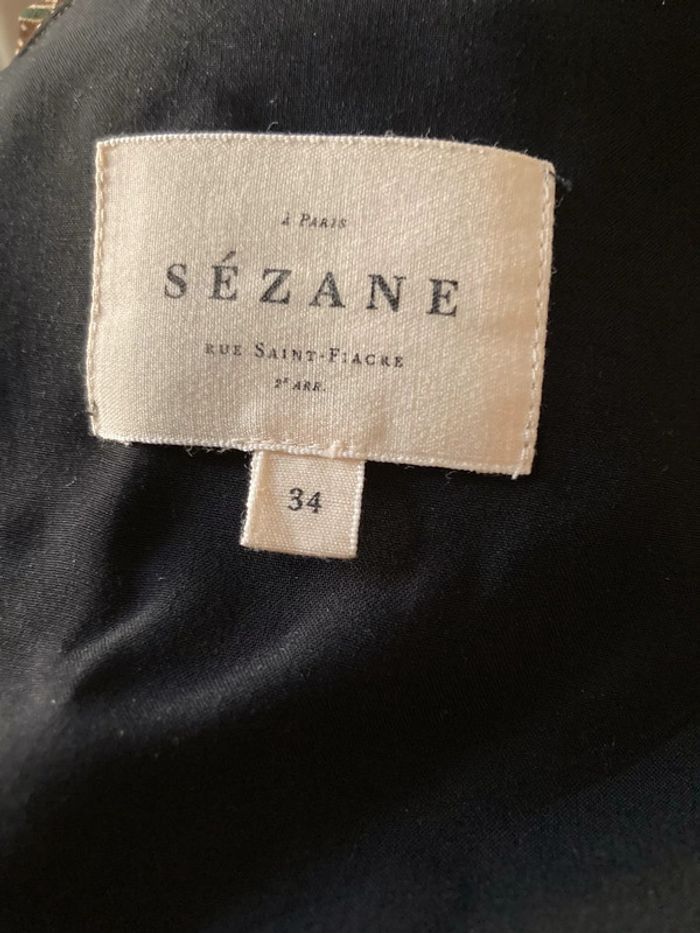 À PARIS
SÉZANE
RUE SAINT-FIACRE
2E ARR.
34